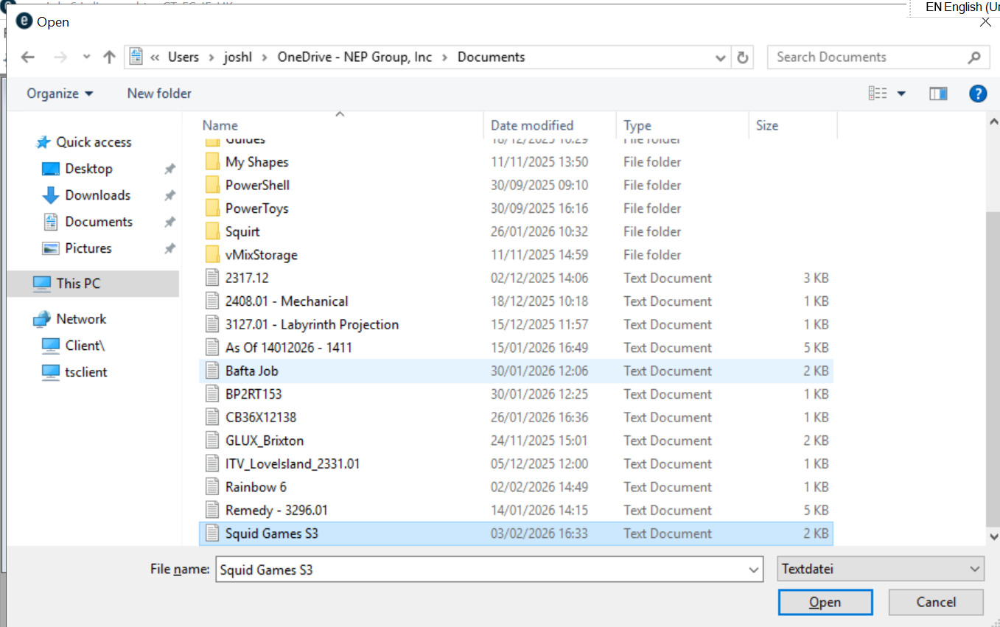 EN English (Ur
Open
Users
joshl
OneDrive - NEP Group, Inc
Documents
Search Documents
Organize
New folder
Name Date modified Type Size
Quick access
Desktop
Downloads
Documents
Pictures
This PC
Network
Client\
tsclient
Guides 16/12/2025 10:29 File folder
My Shapes 11/11/2025 13:50 File folder
PowerShell 30/09/2025 09:10 File folder
PowerToys 30/09/2025 16:16 File folder
Squirt 26/01/2026 10:32 File folder
vMixStorage 11/11/2025 14:59 File folder
2317.12 02/12/2025 14:06 Text Document 3 KB
2408.01 - Mechanical 18/12/2025 10:18 Text Document 1 KB
3127.01 - Labyrinth Projection 15/12/2025 11:57 Text Document 1 KB
As Of 14012026 - 1411 15/01/2026 16:49 Text Document 5 KB
Bafta Job 30/01/2026 12:06 Text Document 2 KB
BP2RT153 30/01/2026 12:25 Text Document 1 KB
CB36X12138 26/01/2026 16:36 Text Document 1 KB
GLUX_Brixton 24/11/2025 15:01 Text Document 2 KB
ITV_LoveIsland_2331.01 05/12/2025 12:00 Text Document 1 KB
Rainbow 6 02/02/2026 14:49 Text Document 1 KB
Remedy - 3296.01 14/01/2026 14:15 Text Document 5 KB
Squid Games S3 03/02/2026 16:33 Text Document 2 KB
File name: Squid Games S3
Textdatei
Open
Cancel